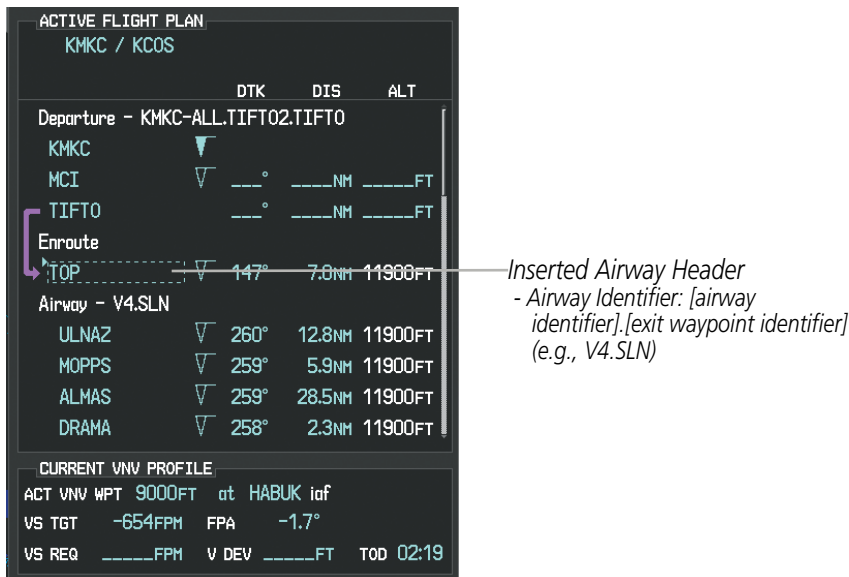 ACTIVE FLIGHT PLAN
KMKC / KCOS
DTK DIS ALT
Departure - KMKC-ALL.TIFTO2.TIFTO
KMKC
MCI ___° ____NM _____FT
TIFTO ___° ____NM _____FT
Enroute
TOP 147° 7.0NM 11900FT
Airway - V4.SLN
ULNAZ 260° 12.8NM 11900FT
MOPPS 259° 5.9NM 11900FT
ALMAS 259° 28.5NM 11900FT
DRAMA 258° 2.3NM 11900FT
CURRENT VNV PROFILE
ACT VNV WPT 9000FT at HABUK iaf
VS TGT -654FPM FPA -1.7°
VS REQ _____FPM V DEV _____FT TOD 02:19
Inserted Airway Header
- Airway Identifier: [airway
identifier].[exit waypoint identifier]
(e.g., V4.SLN)